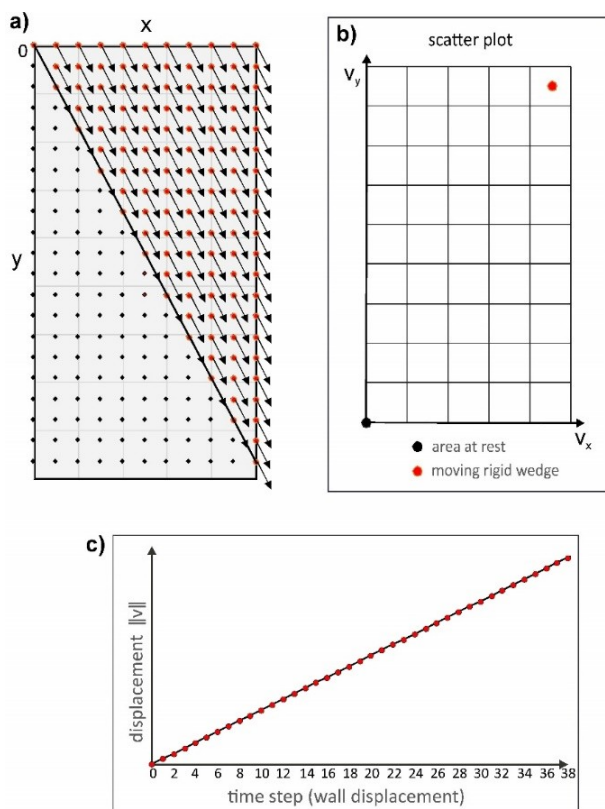 a)
x
0
y
b)
scatter plot
Vy
Vx
area at rest
moving rigid wedge
c)
displacement ||v||
0 2 4 6 8 10 12 14 16 18 20 22 24 26 28 30 32 34 36 38
time step (wall displacement)